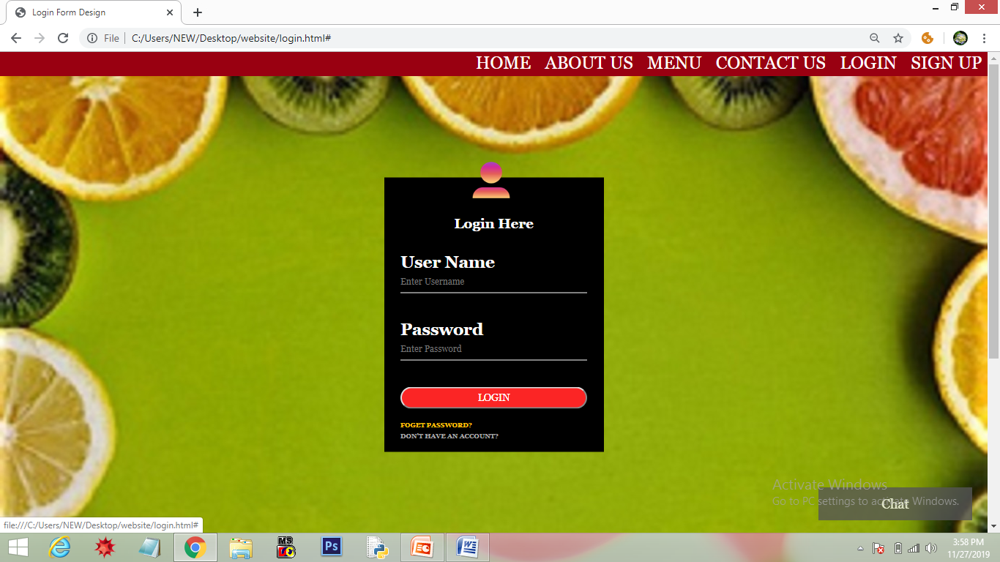 Login Form Design
File C:/Users/NEW/Desktop/website/login.html#
HOME ABOUT US MENU CONTACT US LOGIN SIGN UP
Login Here
User Name
Enter Username
Password
Enter Password
LOGIN
FOGET PASSWORD?
DON'T HAVE AN ACCOUNT?
Activate Windows
Go to PC settings to activate Windows.
Chat
file:///C:/Users/NEW/Desktop/website/login.html#
MS
Ps
3:58 PM
11/27/2019